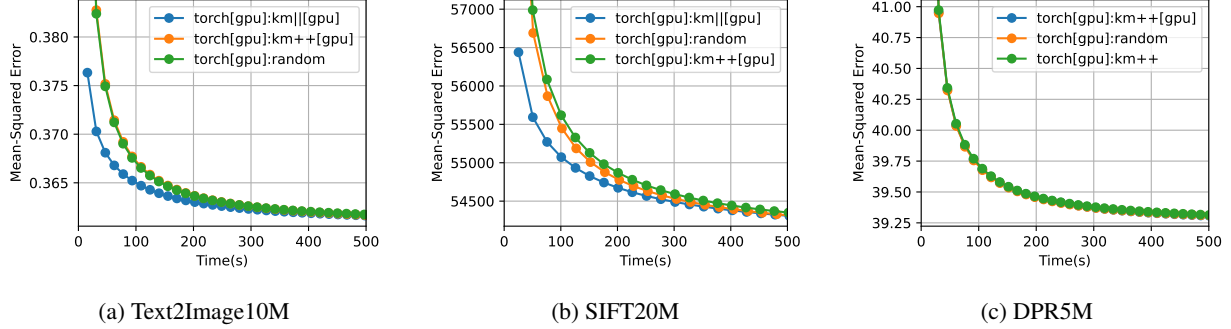 0.380
0.375
0.370
0.365
Mean-Squared Error
torch[gpu]:km||[gpu]
torch[gpu]:km++[gpu]
torch[gpu]:random
0 100 200 300 400 500
Time(s)
(a) Text2Image10M
57000
56500
56000
55500
55000
54500
Mean-Squared Error
torch[gpu]:km||[gpu]
torch[gpu]:random
torch[gpu]:km++[gpu]
0 100 200 300 400 500
Time(s)
(b) SIFT20M
41.00
40.75
40.50
40.25
40.00
39.75
39.50
39.25
Mean-Squared Error
torch[gpu]:km++[gpu]
torch[gpu]:random
torch[gpu]:km++
0 100 200 300 400 500
Time(s)
(c) DPR5M